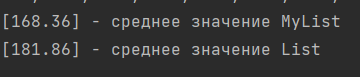 [168.36] - среднее значение MyList
[181.86] - среднее значение List